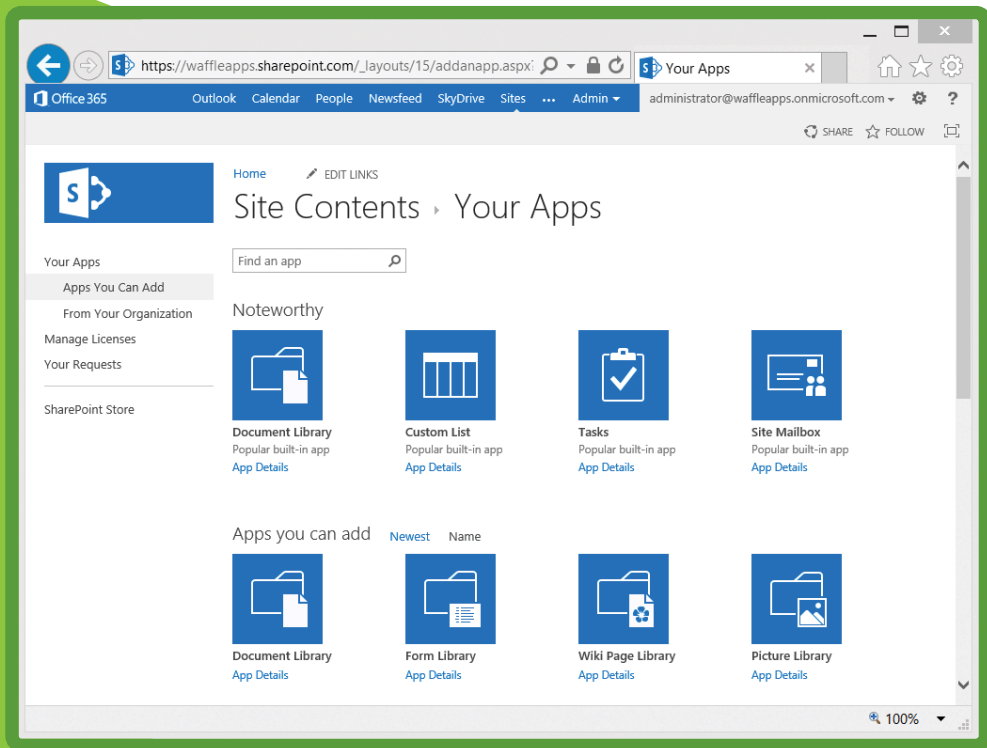 https://waffleapps.sharepoint.com/_layouts/15/addanapp.aspx
Your Apps
Office 365
Outlook Calendar People Newsfeed SkyDrive Sites ... Admin
administrator@waffleapps.onmicrosoft.com
?
SHARE FOLLOW
S
Home EDIT LINKS
Site Contents Your Apps
Find an app
Your Apps
Apps You Can Add
From Your Organization
Manage Licenses
Your Requests
SharePoint Store
Noteworthy
Document Library
Popular built-in app
App Details
Custom List
Popular built-in app
App Details
Tasks
Popular built-in app
App Details
Site Mailbox
Popular built-in app
App Details
Apps you can add Newest Name
Document Library
App Details
Form Library
App Details
Wiki Page Library
App Details
Picture Library
App Details
100%